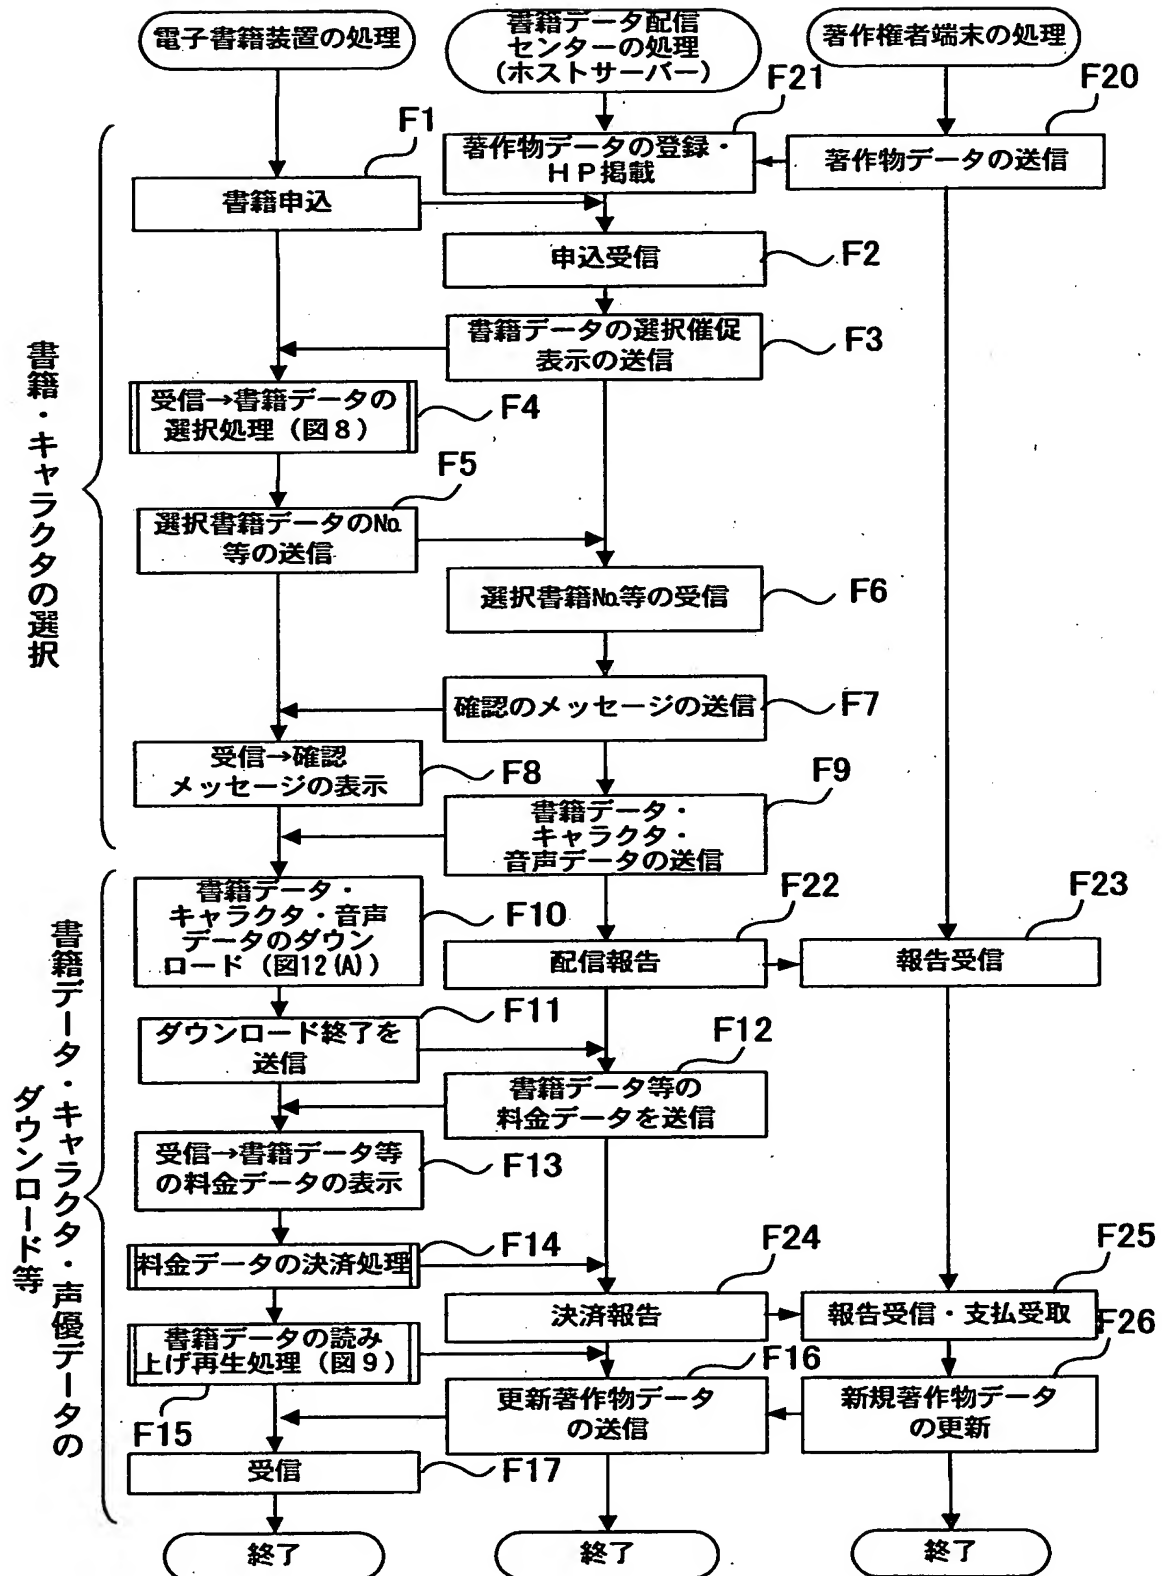 電子書籍装置の処理
書籍データ配信
センターの処理
(ホストサーバー)
著作権者端末の処理
F21
F20
F1
著作物データの登録・
HP掲載
著作物データの送信
書籍申込
申込受信
F2
書籍データの選択催促
表示の送信
F3
受信→書籍データの
選択処理(図8)
F4
F5
選択書籍データの№
等の送信
選択書籍№等の受信
F6
確認のメッセージの送信
F7
受信→確認
メッセージの表示
F8
F9
書籍データ・
キャラクタ・
音声データの送信
書籍・キャラクタの選択
書籍データ・
キャラクタ・音声
データのダウン
ロード(図12(A))
F10
F22
F23
配信報告
報告受信
F11
ダウンロード終了を
送信
F12
書籍データ等の
料金データを送信
受信→書籍データ等
の料金データの表示
F13
料金データの決済処理
F14
F24
F25
決済報告
報告受信・支払受取
F26
書籍データの読み
上げ再生処理(図9)
F15
F16
更新著作物データ
の送信
新規著作物データ
の更新
受信
F17
書籍データ・キャラクタ・声優データの
ダウンロード等
終了
終了
終了